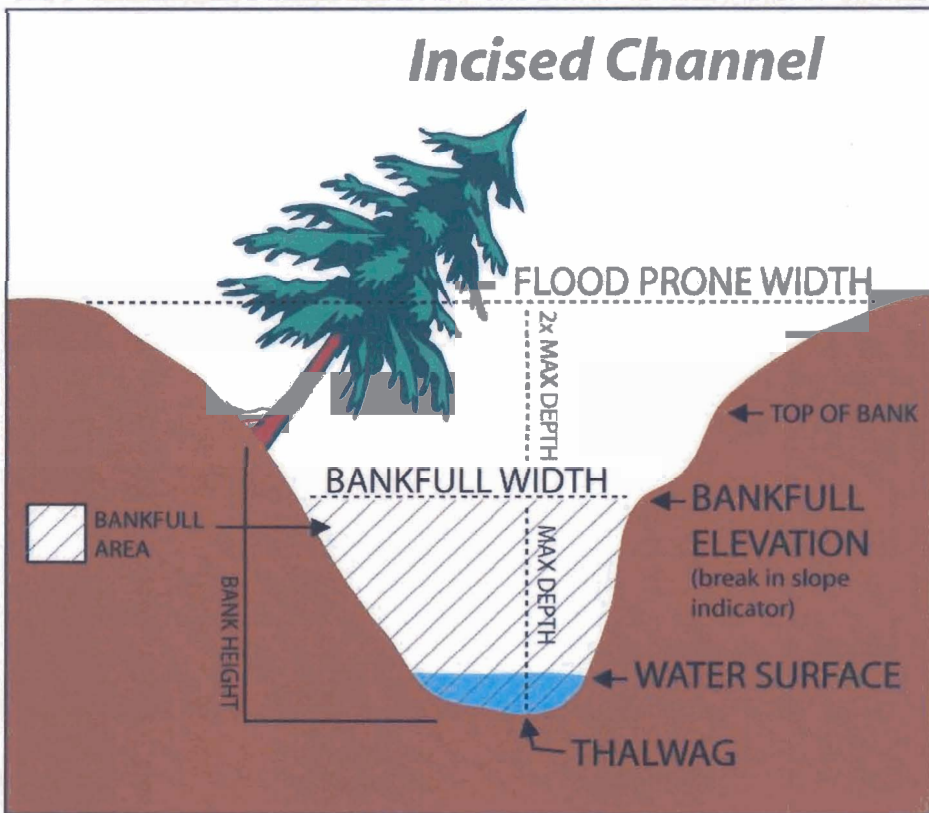 Incised Channel
FLOOD PRONE WIDTH
2x MAX DEPTH
TOP OF BANK
BANKFULL WIDTH
BANKFULL
ELEVATION
(break in slope
indicator)
BANKFULL
AREA
MAX DEPTH
BANK HEIGHT
WATER SURFACE
THALWAG